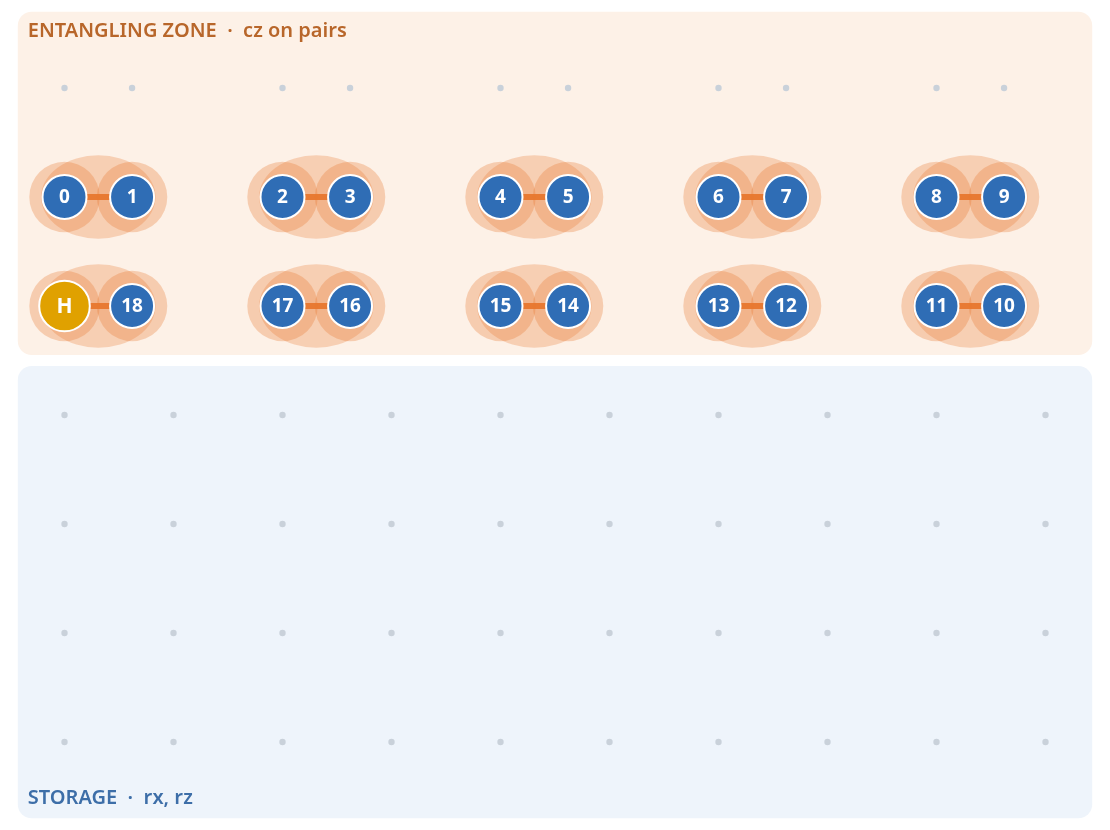 ENTANGLING ZONE · cz on pairs
0 1 2 3 4 5 6 7 8 9
H 18 17 16 15 14 13 12 11 10
STORAGE · rx, rz